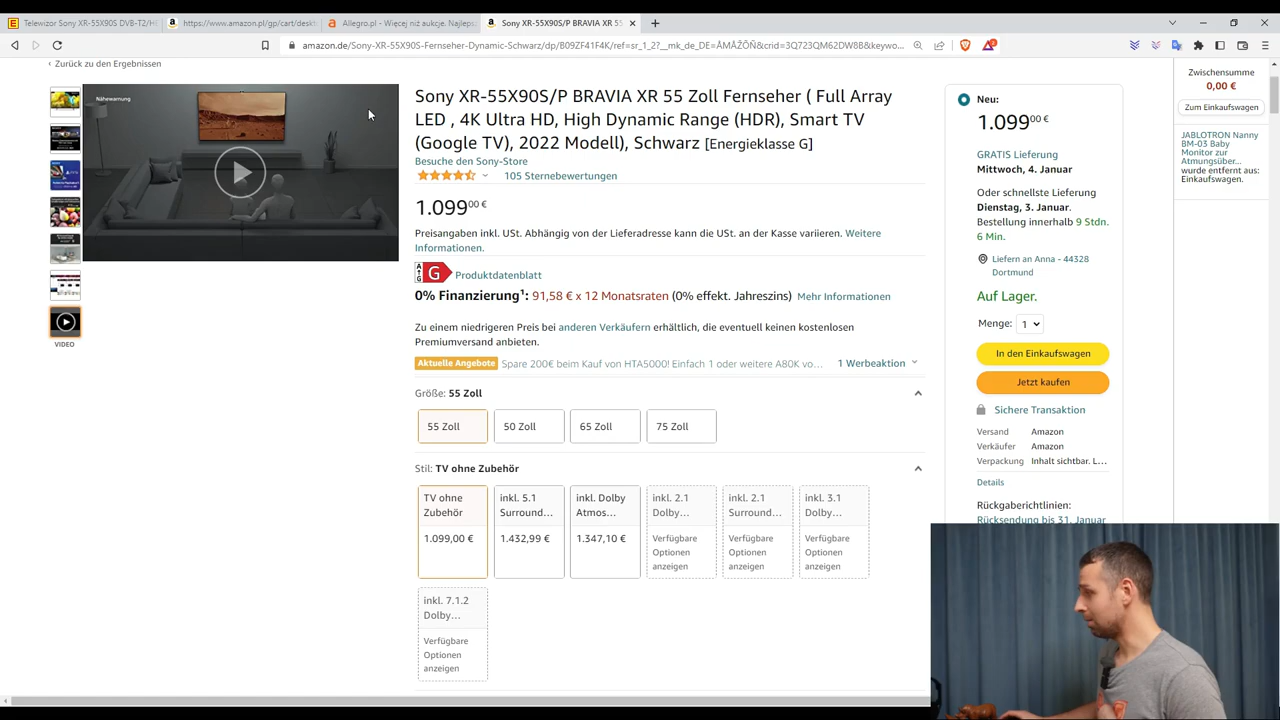 Telewizor Sony XR-55X90S DVB-T2/H
https://www.amazon.pl/gp/cart/deskt
Allegro.pl - Więcej niż aukcje. Najleps
Sony XR-55X90S/P BRAVIA XR 55
amazon.de/Sony-XR-55X90S-Fernseher-Dynamic-Schwarz/dp/B09ZF41F4K/ref=sr_1_2?__mk_de_DE=ÅMÅŽÕÑ&crid=3Q723QM62DW8B&keywo...
‹ Zurück zu den Ergebnissen
Nähewarnung
VIDEO
Sony XR-55X90S/P BRAVIA XR 55 Zoll Fernseher ( Full Array
LED , 4K Ultra HD, High Dynamic Range (HDR), Smart TV
(Google TV), 2022 Modell), Schwarz [Energieklasse G]
Besuche den Sony-Store
105 Sternebewertungen
1.099⁰⁰ €
Preisangaben inkl. USt. Abhängig von der Lieferadresse kann die USt. an der Kasse variieren. Weitere
Informationen.
A G G Produktdatenblatt
0% Finanzierung¹: 91,58 € x 12 Monatsraten (0% effekt. Jahreszins) Mehr Informationen
Zu einem niedrigeren Preis bei anderen Verkäufern erhältlich, die eventuell keinen kostenlosen
Premiumversand anbieten.
Aktuelle Angebote Spare 200€ beim Kauf von HTA5000! Einfach 1 oder weitere A80K vo… 1 Werbeaktion
Größe: 55 Zoll
55 Zoll
50 Zoll
65 Zoll
75 Zoll
Stil: TV ohne Zubehör
TV ohne
Zubehör
1.099,00 €
inkl. 5.1
Surround…
1.432,99 €
inkl. Dolby
Atmos…
1.347,10 €
inkl. 2.1
Dolby…
Verfügbare
Optionen
anzeigen
inkl. 2.1
Surround…
Verfügbare
Optionen
anzeigen
inkl. 3.1
Dolby…
Verfügbare
Optionen
anzeigen
inkl. 7.1.2
Dolby…
Verfügbare
Optionen
anzeigen
Neu:
1.099⁰⁰ €
GRATIS Lieferung
Mittwoch, 4. Januar
Oder schnellste Lieferung
Dienstag, 3. Januar.
Bestellung innerhalb 9 Stdn.
6 Min.
Liefern an Anna - 44328
Dortmund
Auf Lager.
Menge: 1
In den Einkaufswagen
Jetzt kaufen
Sichere Transaktion
Versand Amazon
Verkäufer Amazon
Verpackung Inhalt sichtbar. L…
Details
Rückgaberichtlinien:
Rücksendung bis 31. Januar
Zwischensumme
0,00 €
Zum Einkaufswagen
JABLOTRON Nanny
BM-03 Baby
Monitor zur
Atmungsüber…
wurde entfernt aus:
Einkaufswagen.